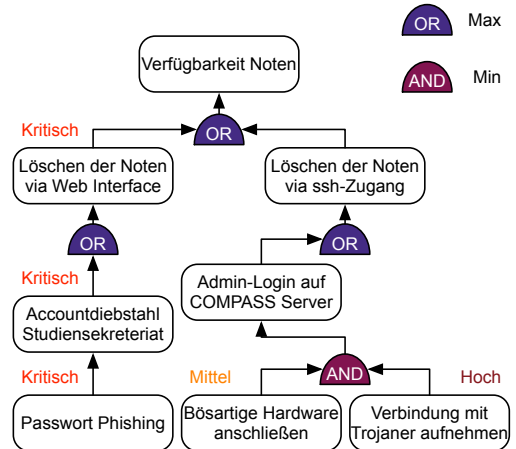 OR Max
Verfügbarkeit Noten
AND Min
Kritisch
OR
Löschen der Noten
via Web Interface
Löschen der Noten
via ssh-Zugang
OR
OR
Kritisch
Admin-Login auf
COMPASS Server
Accountdiebstahl
Studiensekreteriat
Kritisch
Mittel
AND
Hoch
Passwort Phishing
Bösartige Hardware
anschließen
Verbindung mit
Trojaner aufnehmen